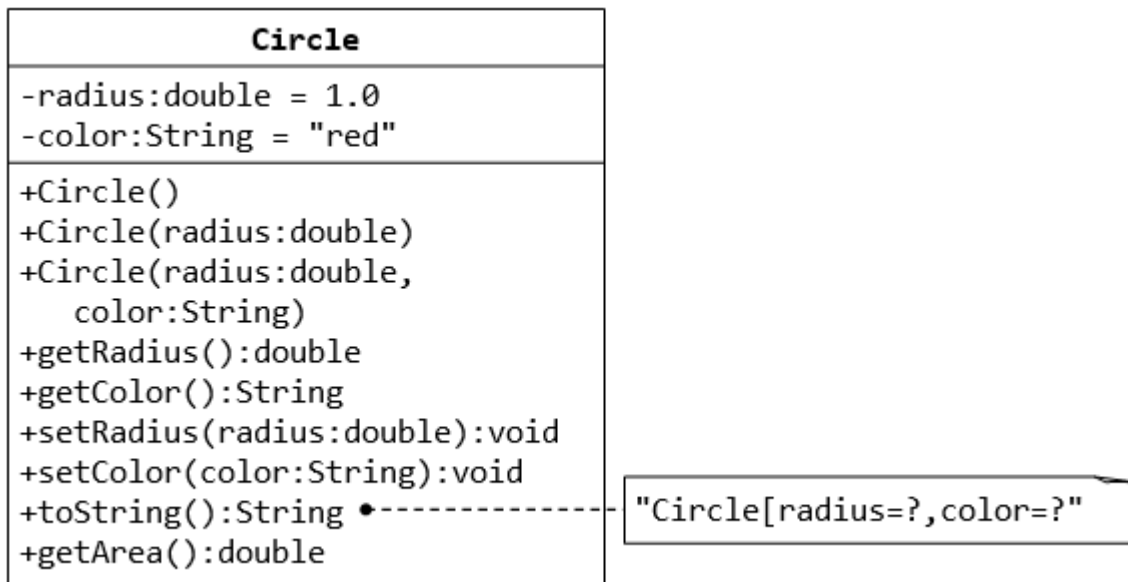 Circle
-radius:double = 1.0
-color:String = "red"
+Circle()
+Circle(radius:double)
+Circle(radius:double,
color:String)
+getRadius():double
+getColor():String
+setRadius(radius:double):void
+setColor(color:String):void
+toString():String
"Circle[radius=?,color=?"
+getArea():double